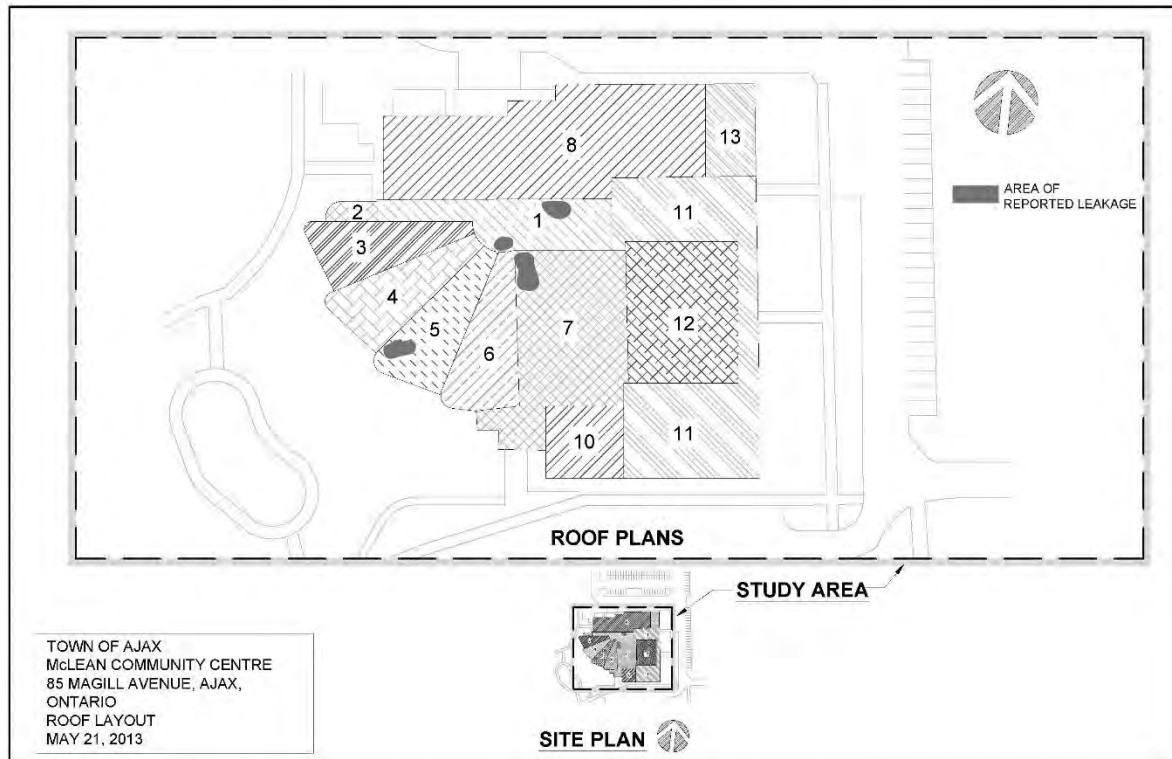 8
13
AREA OF
REPORTED LEAKAGE
2
1
11
3
4
12
5
7
6
10
11
ROOF PLANS
STUDY AREA
TOWN OF AJAX
McLEAN COMMUNITY CENTRE
85 MAGILL AVENUE, AJAX,
ONTARIO
ROOF LAYOUT
MAY 21, 2013
SITE PLAN